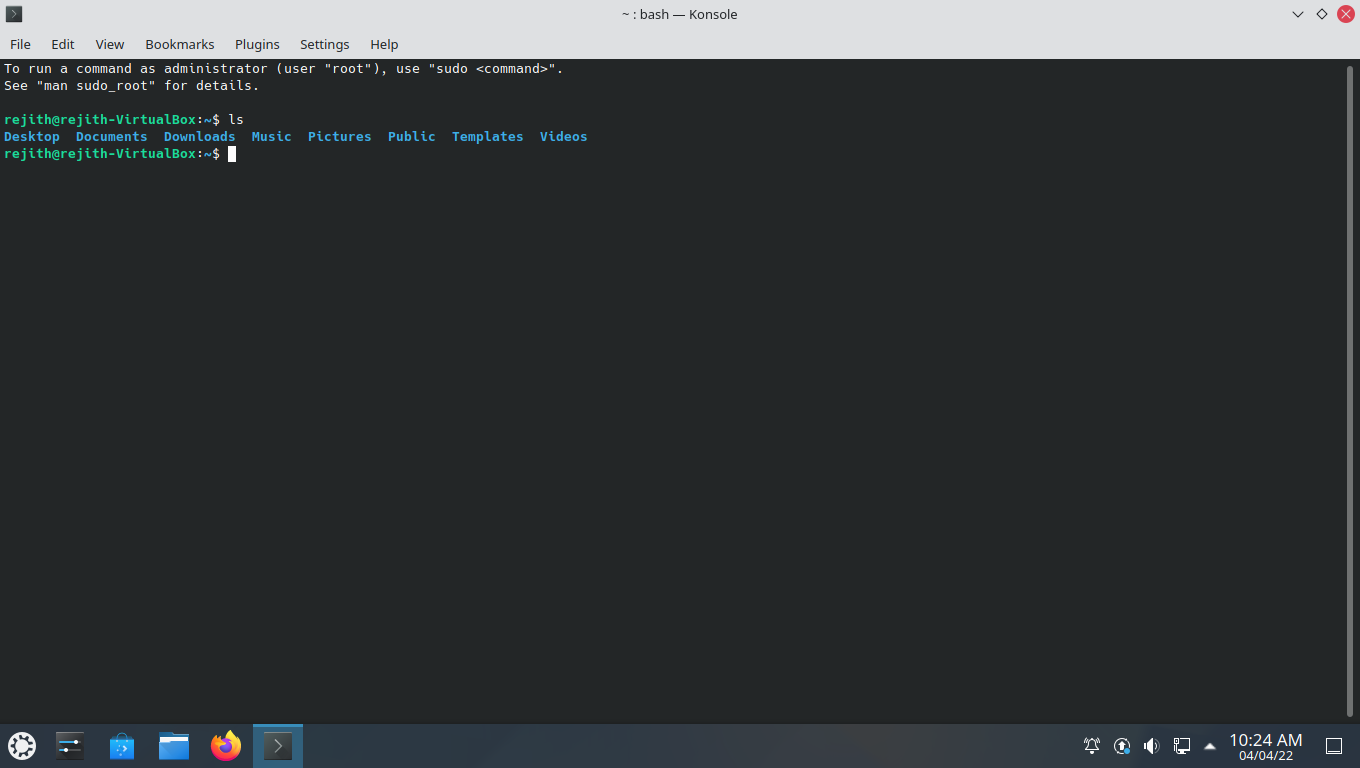 ~ : bash — Konsole
File Edit View Bookmarks Plugins Settings Help
To run a command as administrator (user "root"), use "sudo <command>".
See "man sudo_root" for details.
rejith@rejith-VirtualBox:~$ ls
Desktop Documents Downloads Music Pictures Public Templates Videos
rejith@rejith-VirtualBox:~$
10:24 AM
04/04/22